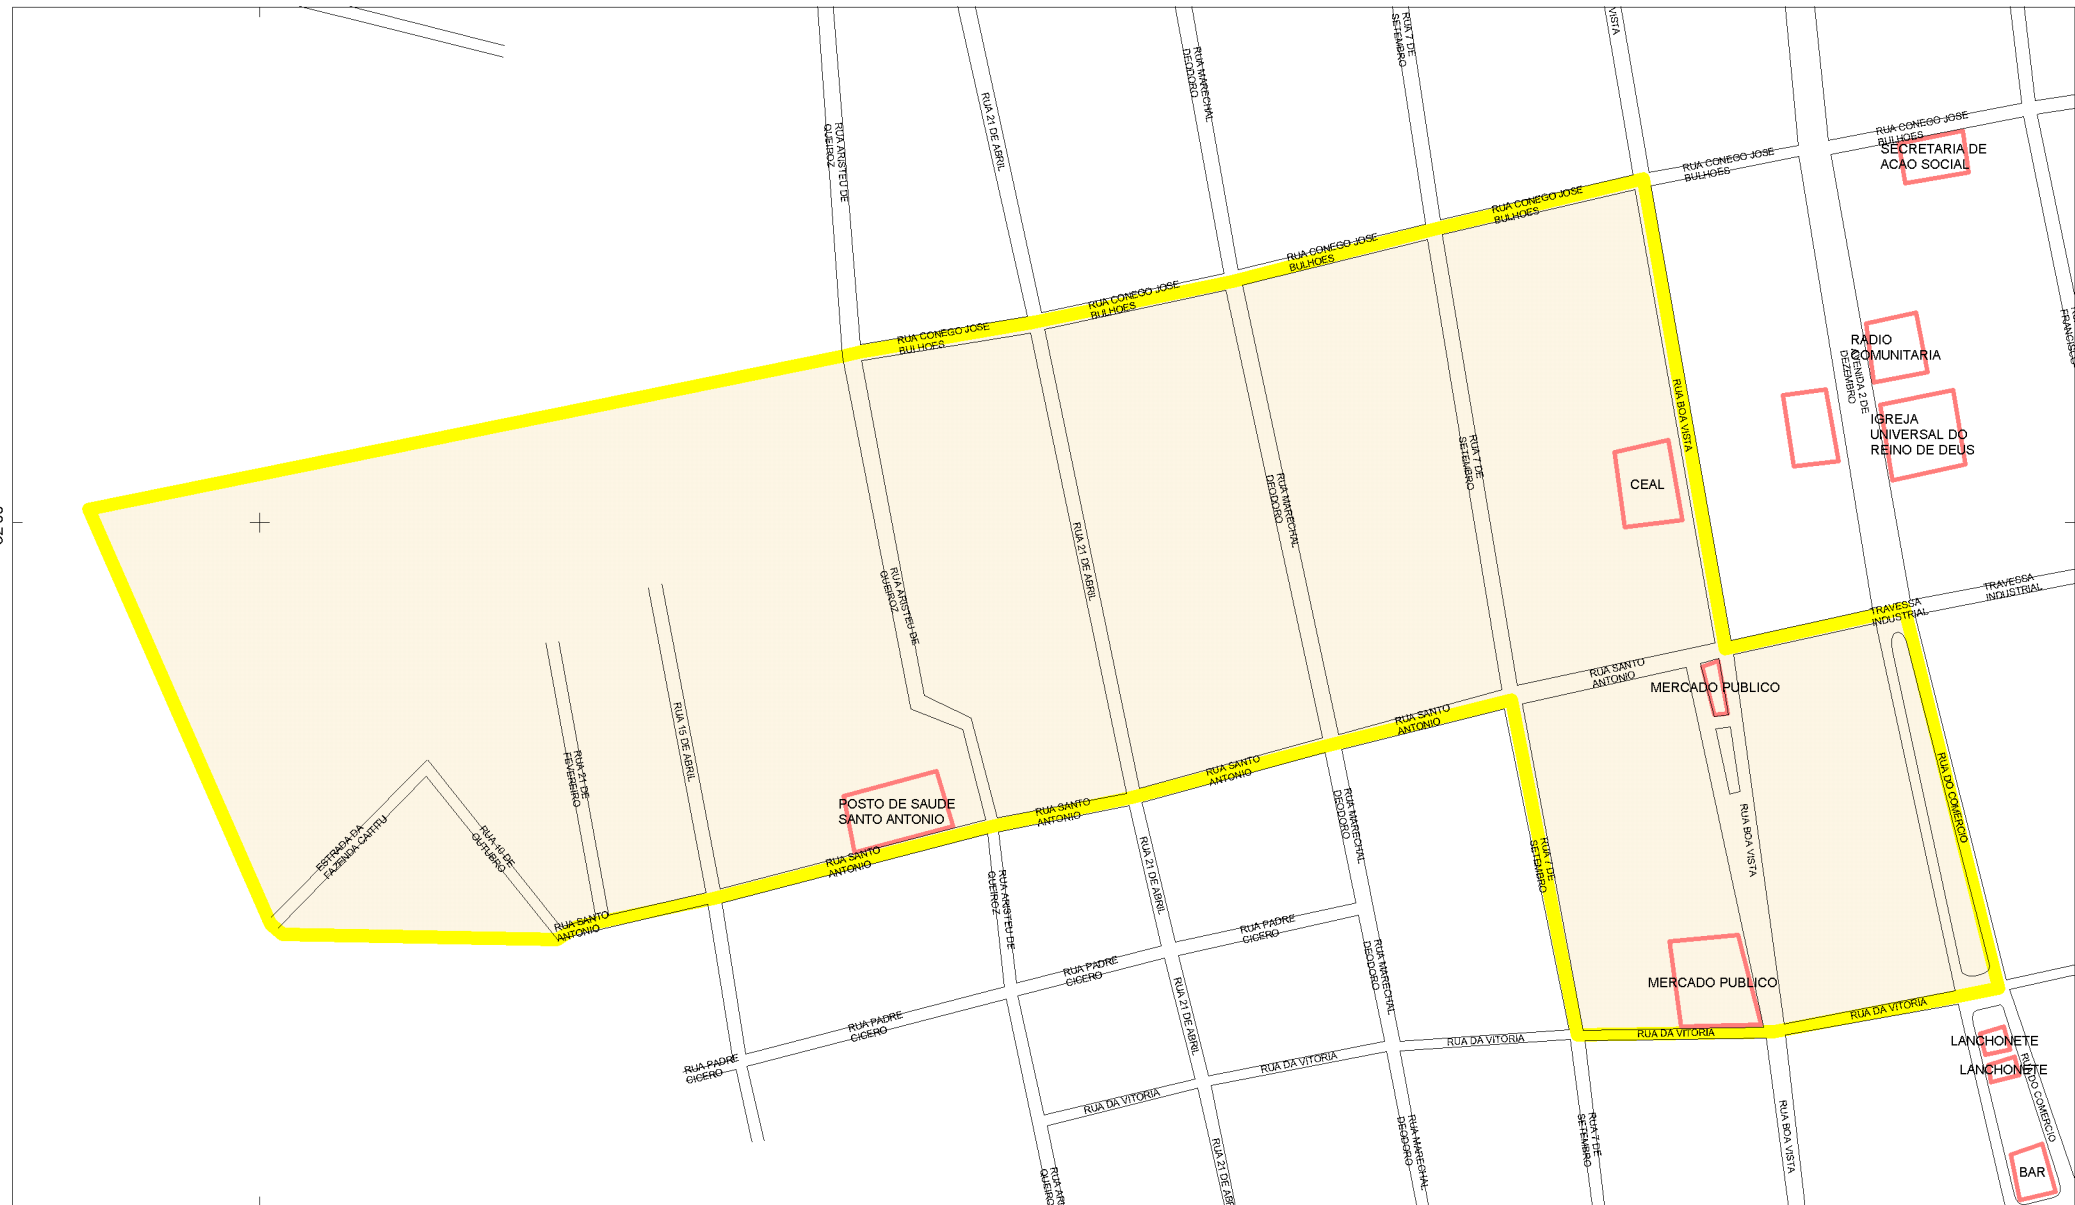 RUA 7 DE
SETEMBRO
VISTA
RUA MARECHAL
DEODORO
RUA 21 DE ABRIL
RUA ARISTEU DE
QUEIROZ
RUA CONEGO JOSE
BULHOES
SECRETARIA DE
ACAO SOCIAL
RUA CONEGO JOSE
BULHOES
RUA CONEGO JOSE
BULHOES
RUA CONEGO JOSE
BULHOES
RUA CONEGO JOSE
BULHOES
RUA CONEGO JOSE
BULHOES
FRANCISCO
RADIO
COMUNITARIA
AVENIDA 2 DE
DEZEMBRO
RUA BOA VISTA
IGREJA
UNIVERSAL DO
REINO DE DEUS
RUA 7 DE
SETEMBRO
CEAL
RUA MARECHAL
DEODORO
RUA 21 DE ABRIL
RUA ARISTEU DE
QUEIROZ
TRAVESSA
INDUSTRIAL
TRAVESSA
INDUSTRIAL
RUA SANTO
ANTONIO
MERCADO PUBLICO
RUA SANTO
ANTONIO
RUA 15 DE ABRIL
RUA 21 DE
FEVEREIRO
RUA SANTO
ANTONIO
RUA DO COMERCIO
POSTO DE SAUDE
SANTO ANTONIO
RUA SANTO
ANTONIO
RUA MARECHAL
DEODORO
RUA BOA VISTA
ESTRADA DA
FAZENDA CAITITU
RUA 10 DE
OUTUBRO
RUA SANTO
ANTONIO
RUA 7 DE
SETEMBRO
RUA 21 DE ABRIL
RUA ARISTEU DE
QUEIROZ
RUA SANTO
ANTONIO
RUA PADRE
CICERO
RUA PADRE
CICERO
RUA MARECHAL
DEODORO
MERCADO PUBLICO
RUA 21 DE ABRIL
RUA PADRE
CICERO
RUA DA VITORIA
RUA DA VITORIA
RUA DA VITORIA
LANCHONETE
LANCHONETE
RUA DA VITORIA
RUA PADRE
CICERO
RUA DA VITORIA
RUA DO COMERCIO
RUA 7 DE
SETEMBRO
RUA BOA VISTA
RUA MARECHAL
DEODORO
RUA 21 DE AB
BAR